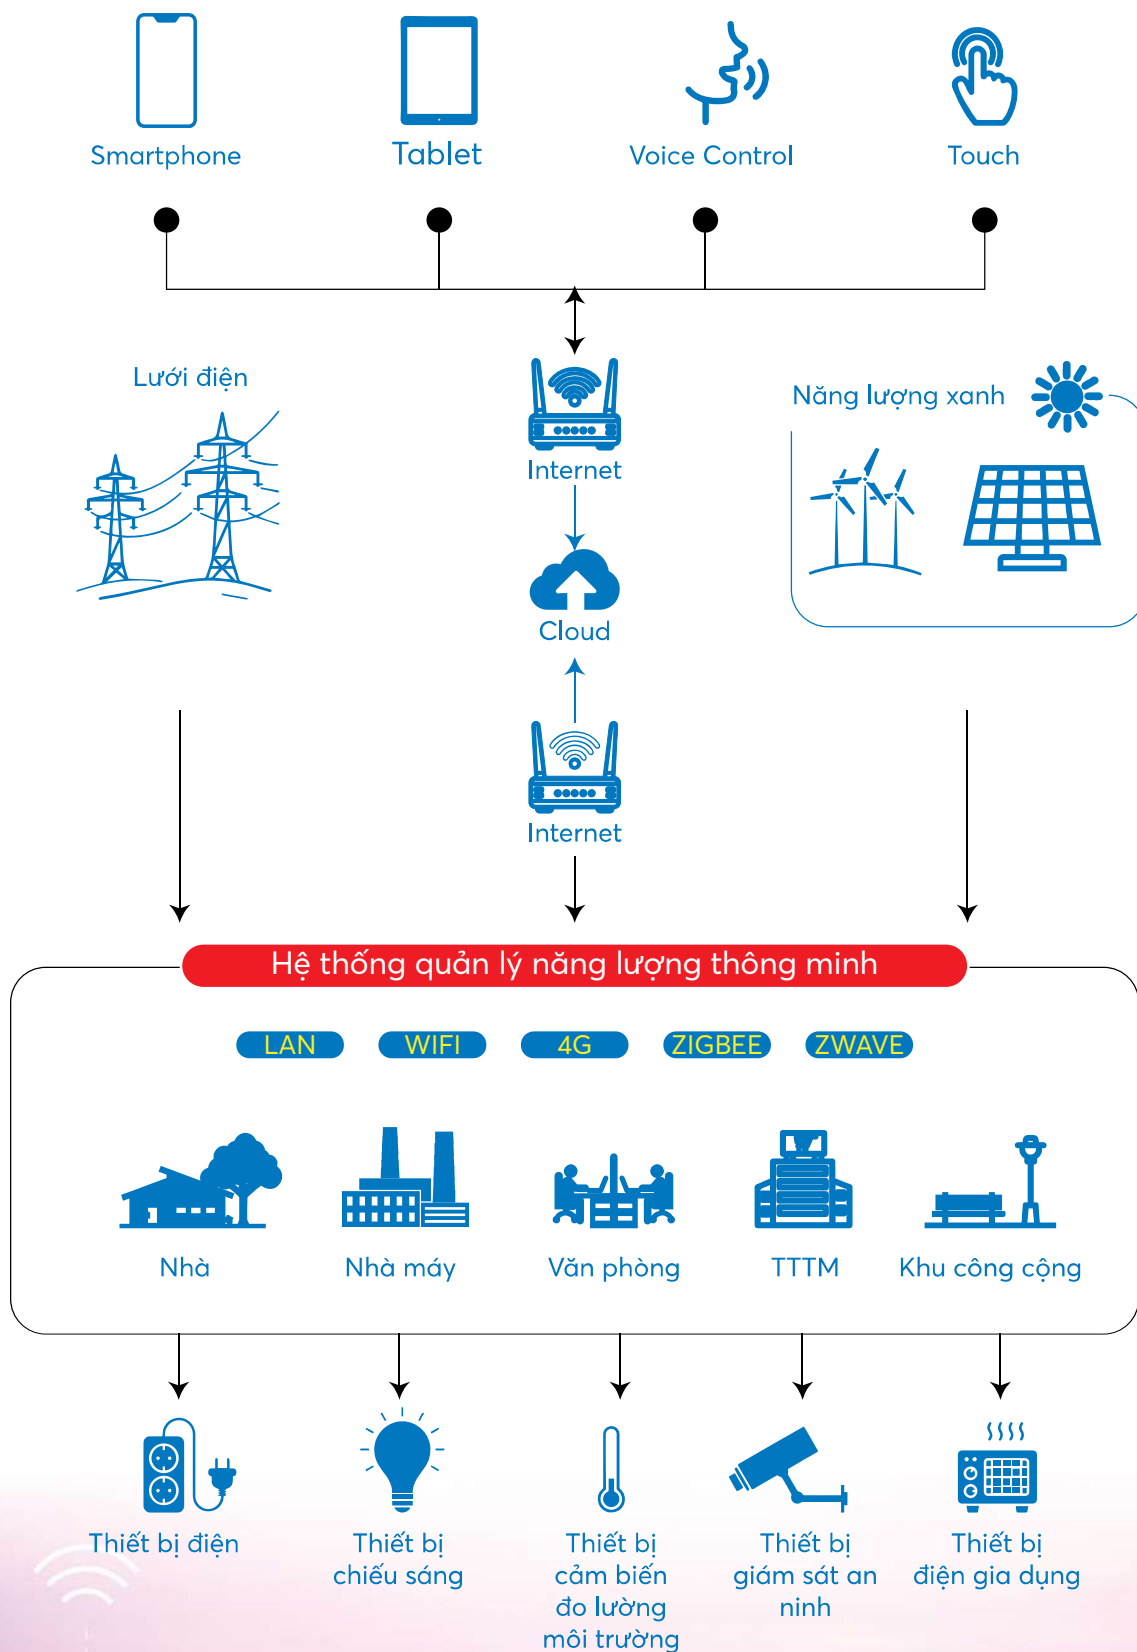 Smartphone
Tablet
Voice Control
Touch
Lưới điện
Internet
Năng lượng xanh
Cloud
Internet
Hệ thống quản lý năng lượng thông minh
LAN
WIFI
4G
ZIGBEE
ZWAVE
Nhà
Nhà máy
Văn phòng
TTTM
Khu công cộng
Thiết bị điện
Thiết bị
chiếu sáng
Thiết bị
cảm biến
đo lường
môi trường
Thiết bị
giám sát an
ninh
Thiết bị
điện gia dụng